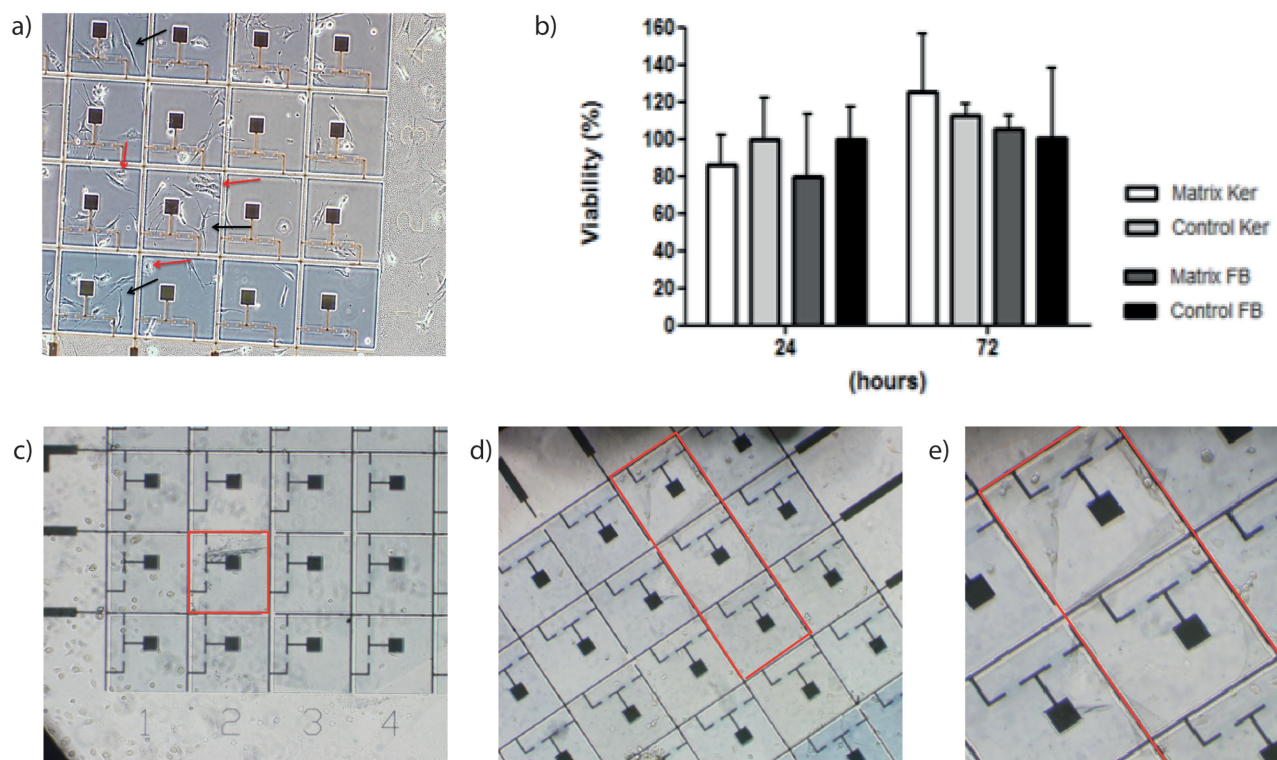 a)
b)
Viability (%)
160
140
120
100
80
60
40
20
0
24 72
(hours)
Matrix Ker
Control Ker
Matrix FB
Control FB
c)
1 2 3 4
d)
e)